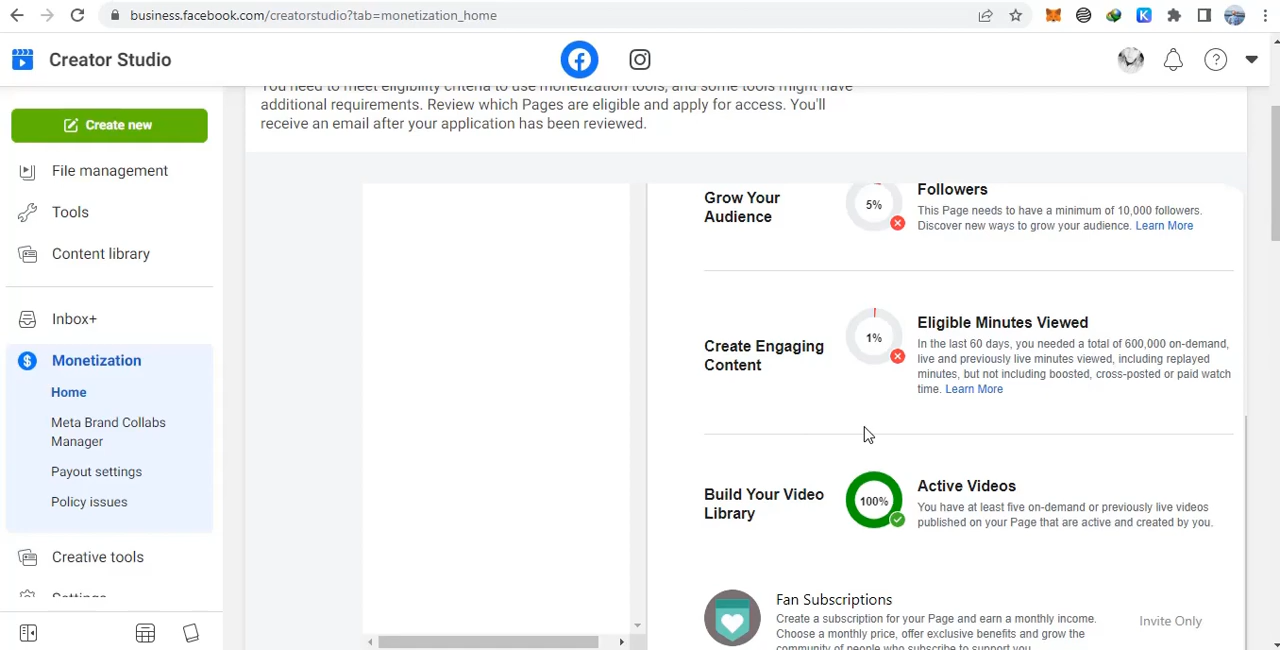 business.facebook.com/creatorstudio?tab=monetization_home
Creator Studio
Create new
File management
Tools
Content library
Inbox+
Monetization
Home
Meta Brand Collabs
Manager
Payout settings
Policy issues
Creative tools
Settings
You need to meet eligibility criteria to use monetization tools, and some tools might have
additional requirements. Review which Pages are eligible and apply for access. You'll
receive an email after your application has been reviewed.
Grow Your
Audience
5%
Followers
This Page needs to have a minimum of 10,000 followers.
Discover new ways to grow your audience. Learn More
Create Engaging
Content
1%
Eligible Minutes Viewed
In the last 60 days, you needed a total of 600,000 on-demand,
live and previously live minutes viewed, including replayed
minutes, but not including boosted, cross-posted or paid watch
time. Learn More
Build Your Video
Library
100%
Active Videos
You have at least five on-demand or previously live videos
published on your Page that are active and created by you.
Fan Subscriptions
Create a subscription for your Page and earn a monthly income.
Choose a monthly price, offer exclusive benefits and grow the
community of people who subscribe to support you.
Invite Only